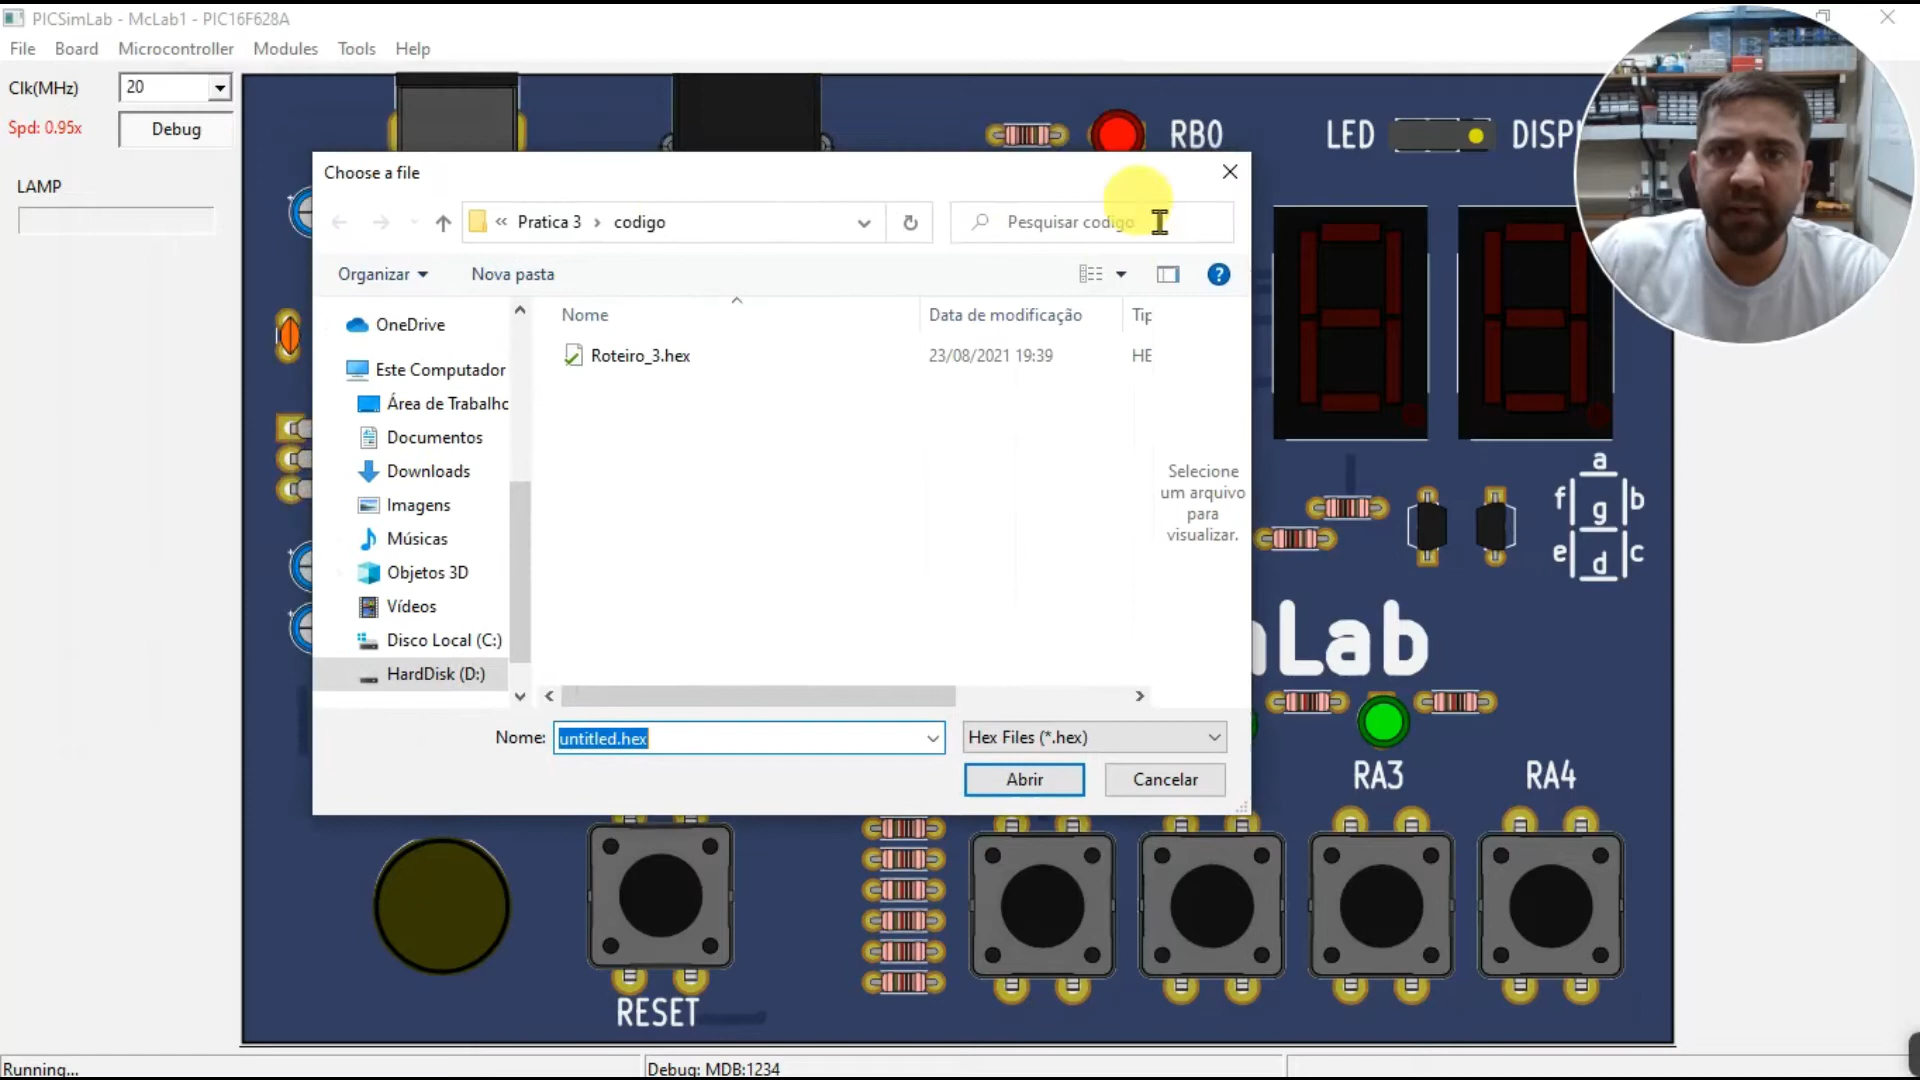 PICSimLab - McLab1 - PIC16F628A
File Board Microcontroller Modules Tools Help
Clk(MHz) 20
Spd: 0.95x Debug
LAMP
RB0 LED
Choose a file
« Pratica 3 › codigo
Pesquisar codigo
Organizar Nova pasta
?
Nome Data de modificação Tip
Roteiro_3.hex 23/08/2021 19:39 HE
OneDrive
Este Computador
Área de Trabalho
Documentos
Downloads
Imagens
Músicas
Objetos 3D
Vídeos
Disco Local (C:)
HardDisk (D:)
Selecione
um arquivo
para
visualizar.
Nome: untitled.hex Hex Files (*.hex)
Abrir Cancelar
a
f g b
e d c
Lab
RA3 RA4
RESET
Running... Debug: MDB:1234